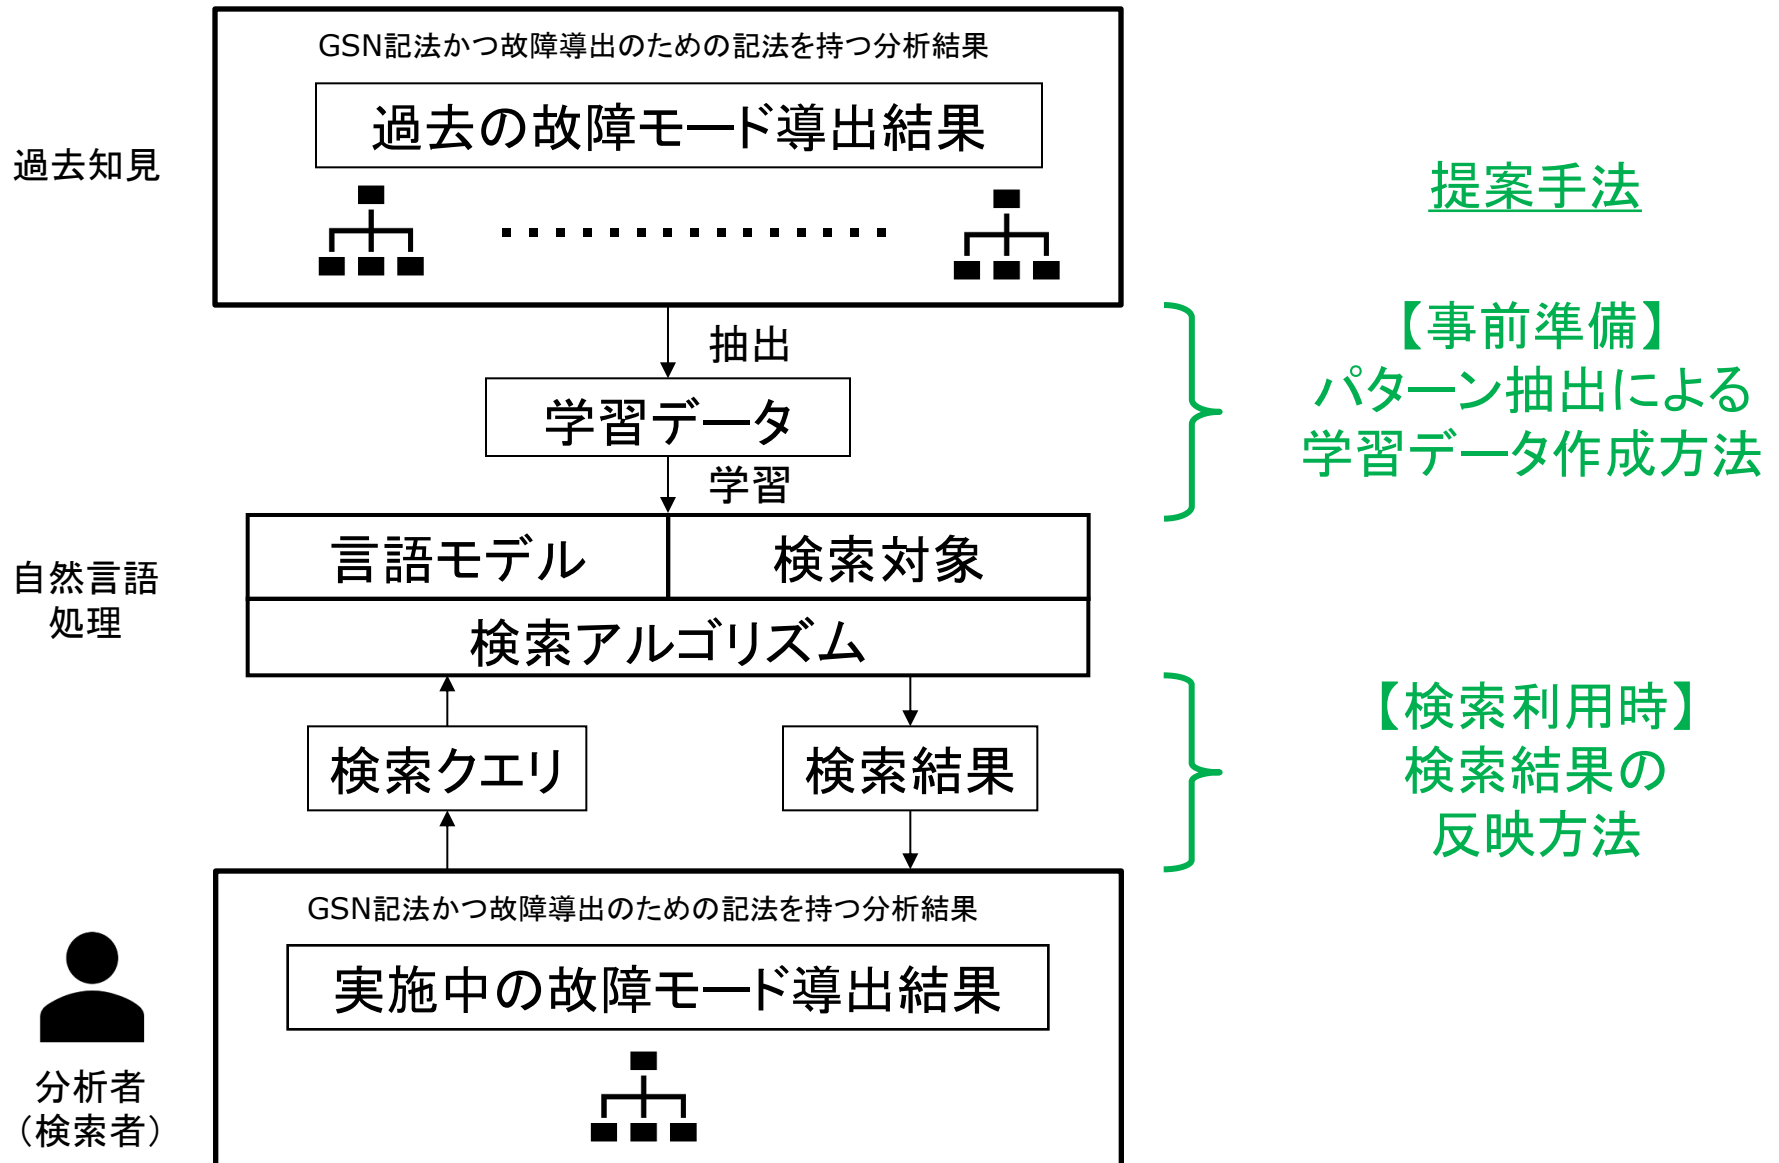 GSN記法かつ故障導出のための記法を持つ分析結果
過去の故障モード導出結果
過去知見
提案手法
抽出
【事前準備】
パターン抽出による
学習データ作成方法
学習データ
学習
言語モデル
検索対象
自然言語
処理
検索アルゴリズム
検索クエリ
検索結果
【検索利用時】
検索結果の
反映方法
GSN記法かつ故障導出のための記法を持つ分析結果
実施中の故障モード導出結果
分析者
（検索者）